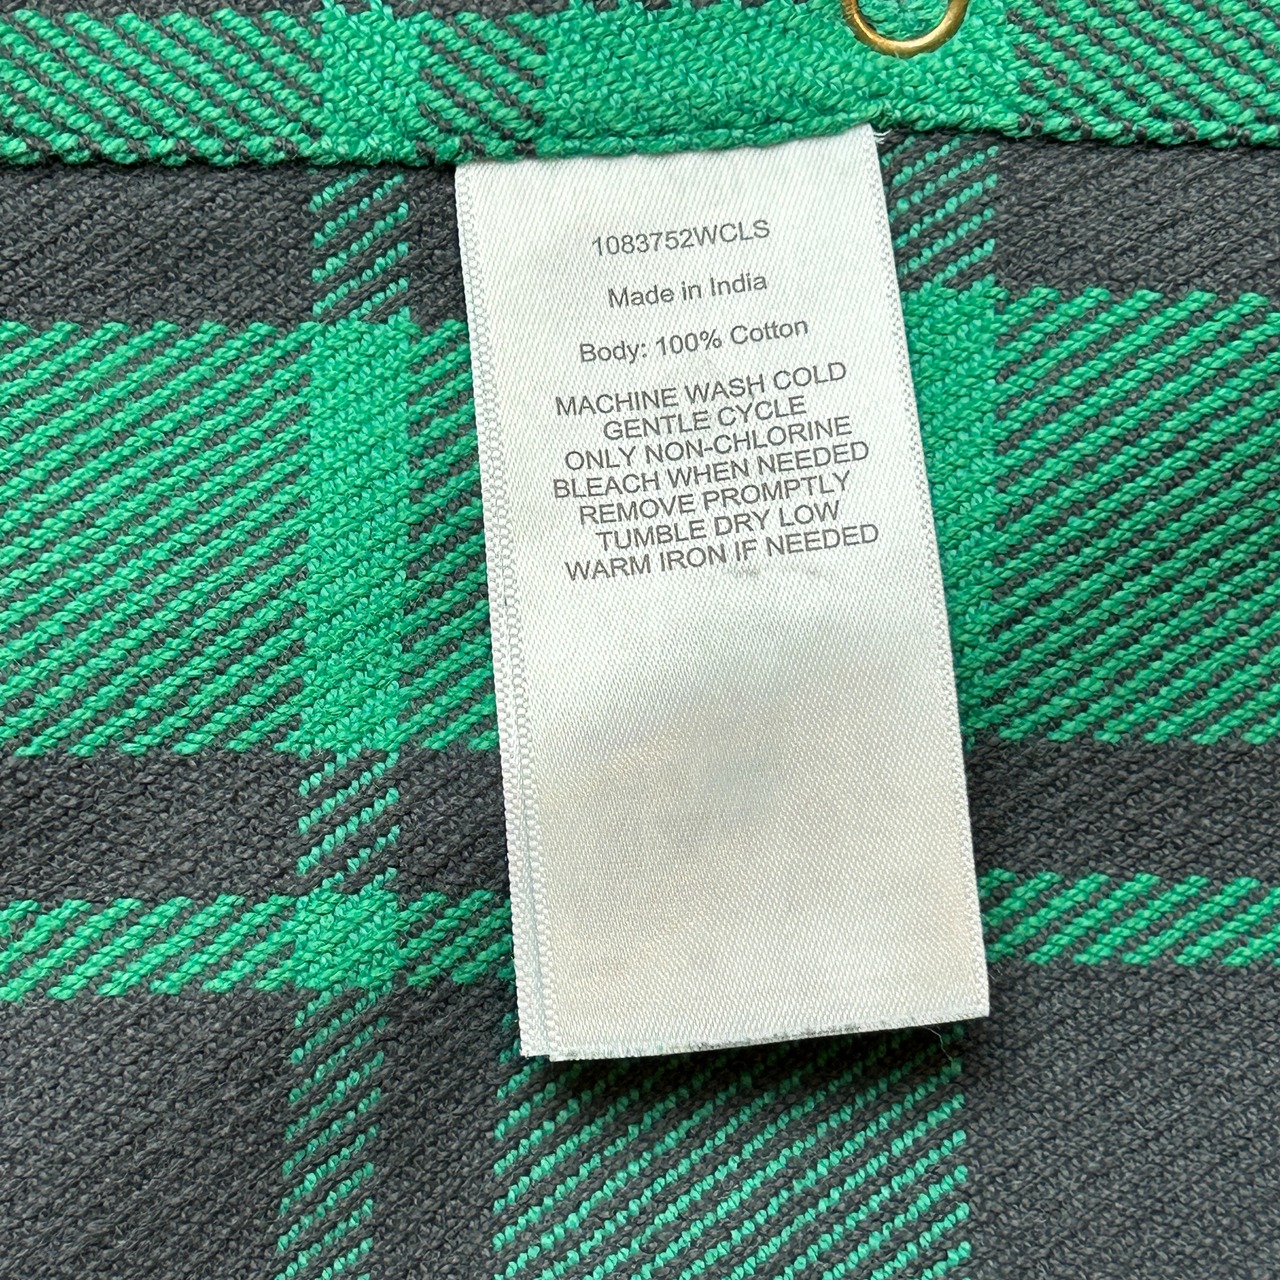 1083752WCLS
Made in India
Body: 100% Cotton
MACHINE WASH COLD
GENTLE CYCLE
ONLY NON-CHLORINE
BLEACH WHEN NEEDED
REMOVE PROMPTLY
TUMBLE DRY LOW
WARM IRON IF NEEDED